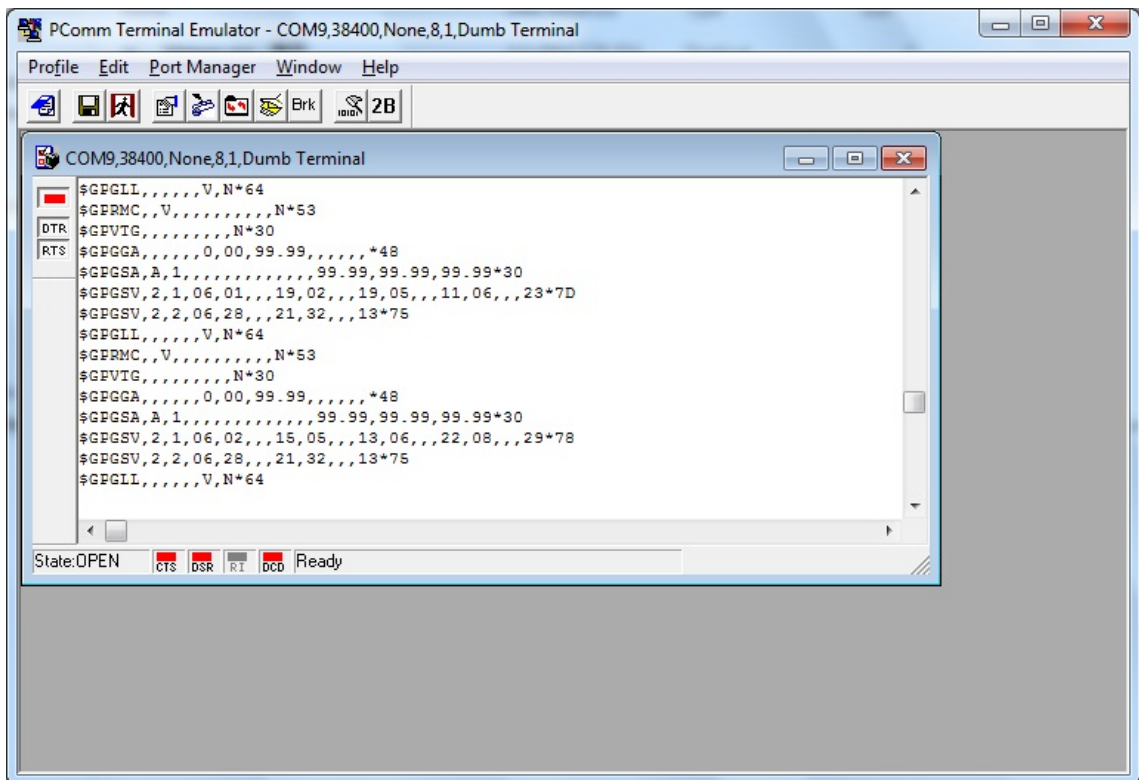 PComm Terminal Emulator - COM9,38400,None,8,1,Dumb Terminal
Profile Edit Port Manager Window Help
Brk 2B
COM9,38400,None,8,1,Dumb Terminal
DTR
RTS
$GPGLL,,,,,,V,N*64
$GPRMC,,V,,,,,,,,,,N*53
$GPVTG,,,,,,,,,N*30
$GPGGA,,,,,,0,00,99.99,,,,,,*48
$GPGSA,A,1,,,,,,,,,,,,,99.99,99.99,99.99*30
$GPGSV,2,1,06,01,,,19,02,,,19,05,,,11,06,,,23*7D
$GPGSV,2,2,06,28,,,21,32,,,13*75
$GPGLL,,,,,,V,N*64
$GPRMC,,V,,,,,,,,,,N*53
$GPVTG,,,,,,,,,N*30
$GPGGA,,,,,,0,00,99.99,,,,,,*48
$GPGSA,A,1,,,,,,,,,,,,,99.99,99.99,99.99*30
$GPGSV,2,1,06,02,,,15,05,,,13,06,,,22,08,,,29*78
$GPGSV,2,2,06,28,,,21,32,,,13*75
$GPGLL,,,,,,V,N*64
State:OPEN CTS DSR RI DCD Ready